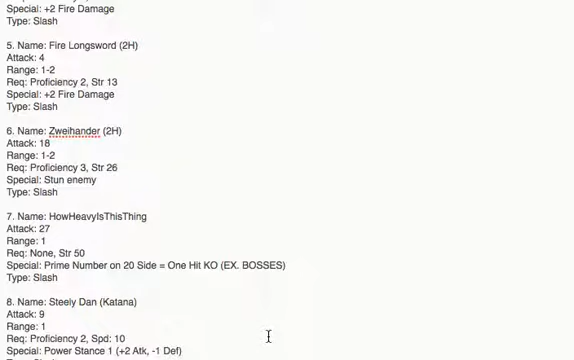 Special: +2 Fire Damage
Type: Slash
5. Name: Fire Longsword (2H)
Attack: 4
Range: 1-2
Req: Proficiency 2, Str 13
Special: +2 Fire Damage
Type: Slash
6. Name: Zweihander (2H)
Attack: 18
Range: 1-2
Req: Proficiency 3, Str 26
Special: Stun enemy
Type: Slash
7. Name: HowHeavyIsThisThing
Attack: 27
Range: 1
Req: None, Str 50
Special: Prime Number on 20 Side = One Hit KO (EX. BOSSES)
Type: Slash
8. Name: Steely Dan (Katana)
Attack: 9
Range: 1
Req: Proficiency 2, Spd: 10
Special: Power Stance 1 (+2 Atk, -1 Def)